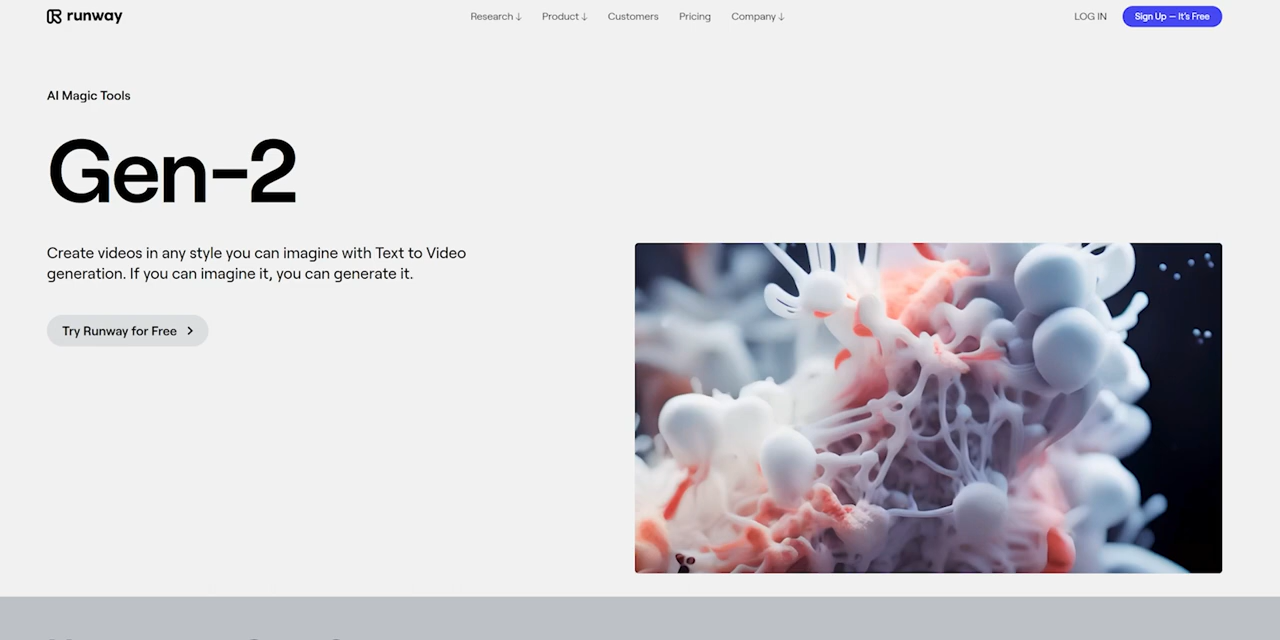 runway
Research ↓ Product ↓ Customers Pricing Company ↓
LOG IN
Sign Up — It's Free
AI Magic Tools
Gen-2
Create videos in any style you can imagine with Text to Video
generation. If you can imagine it, you can generate it.
Try Runway for Free >